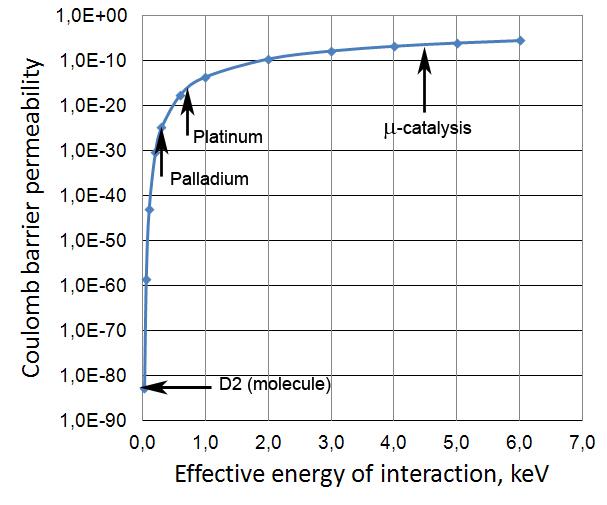 1,0E+00
1,0E-10
1,0E-20
1,0E-30
1,0E-40
1,0E-50
1,0E-60
1,0E-70
1,0E-80
1,0E-90
Coulomb barrier permeability
Platinum
μ-catalysis
Palladium
D2 (molecule)
0,0 1,0 2,0 3,0 4,0 5,0 6,0 7,0
Effective energy of interaction, keV